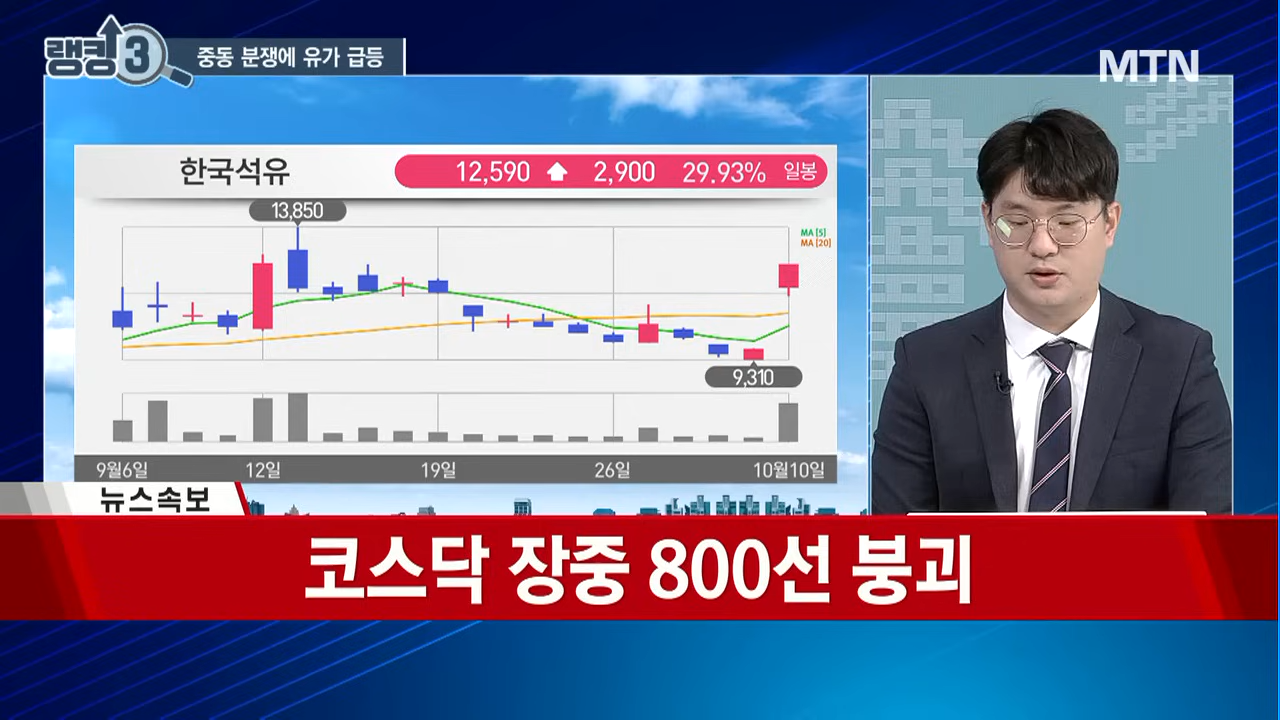 랭킹3
중동 분쟁에 유가 급등
MTN
한국석유
12,590 2,900 29.93% 일봉
13,850
MA [5]
MA [20]
9,310
9월6일 12일 19일 26일 10월10일
뉴스속보
코스닥 장중 800선 붕괴